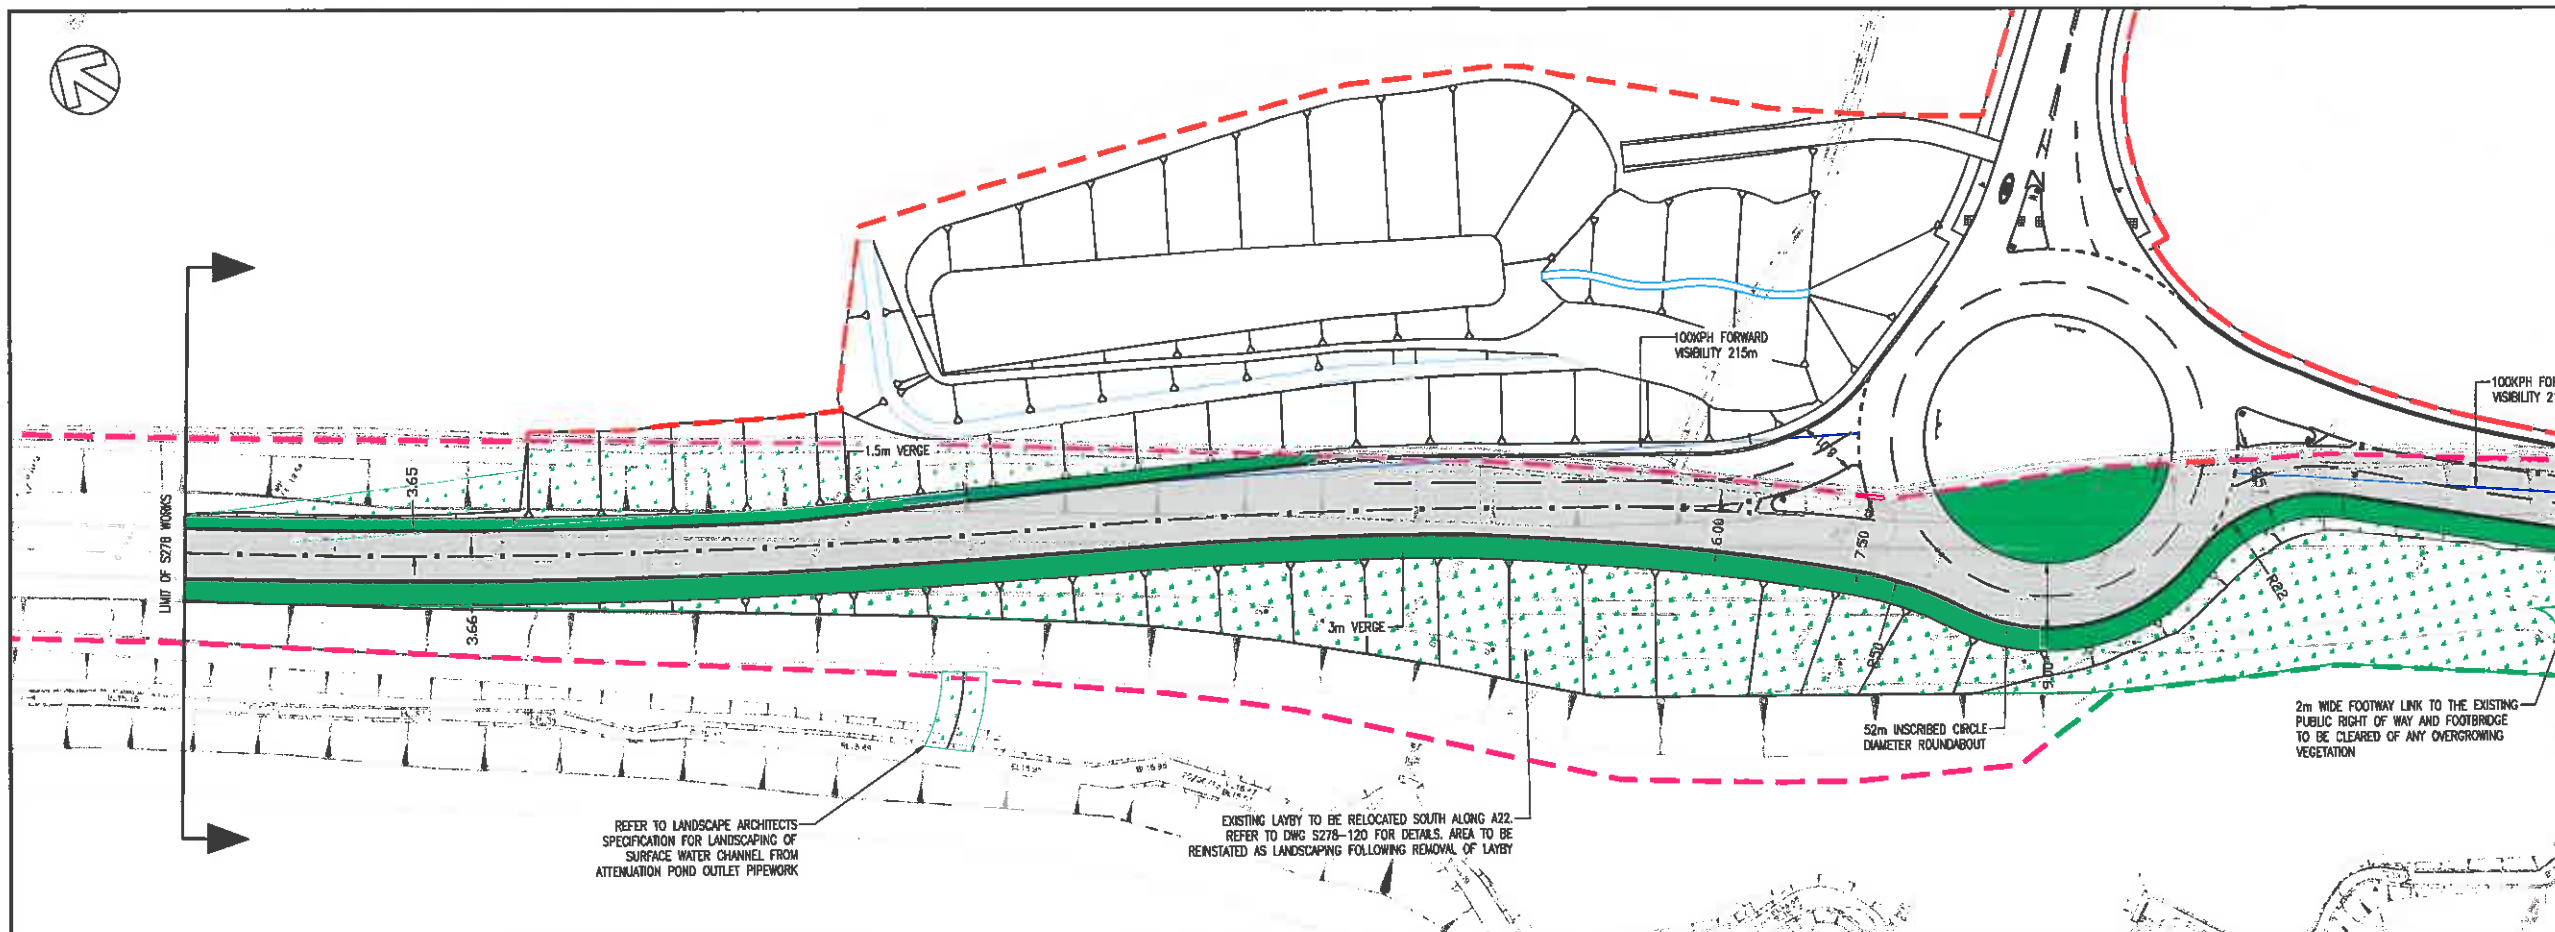 100KPH FORWARD
VISIBILITY 215m
100KPH FOR
VISIBILITY 21
1.5m VERGE
3.65
LIMIT OF S278 WORKS
3.66
6.00
7.50
3m VERGE
8.50
9.00
R22
52m INSCRIBED CIRCLE
DIAMETER ROUNDABOUT
2m WIDE FOOTWAY LINK TO THE EXISTING
PUBLIC RIGHT OF WAY AND FOOTBRIDGE
TO BE CLEARED OF ANY OVERGROWING
VEGETATION
REFER TO LANDSCAPE ARCHITECTS
SPECIFICATION FOR LANDSCAPING OF
SURFACE WATER CHANNEL FROM
ATTENUATION POND OUTLET PIPEWORK
EXISTING LAYBY TO BE RELOCATED SOUTH ALONG A22.
REFER TO DWG S278-120 FOR DETAILS. AREA TO BE
REINSTATED AS LANDSCAPING FOLLOWING REMOVAL OF LAYBY